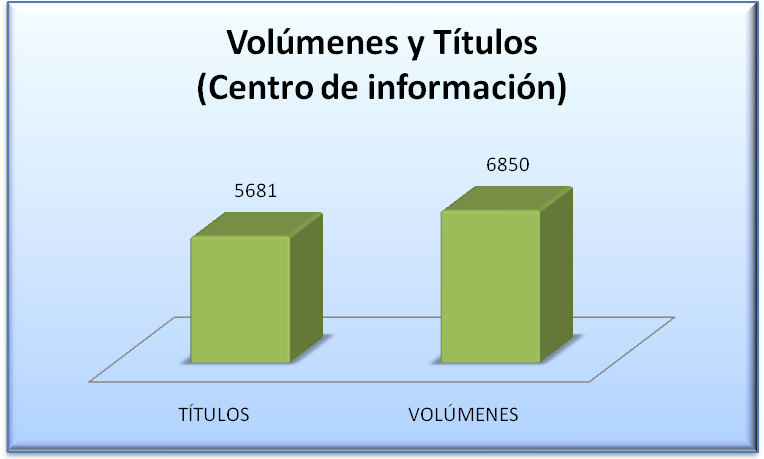 Volúmenes y Títulos
(Centro de información)
6850
5681
TÍTULOS VOLÚMENES